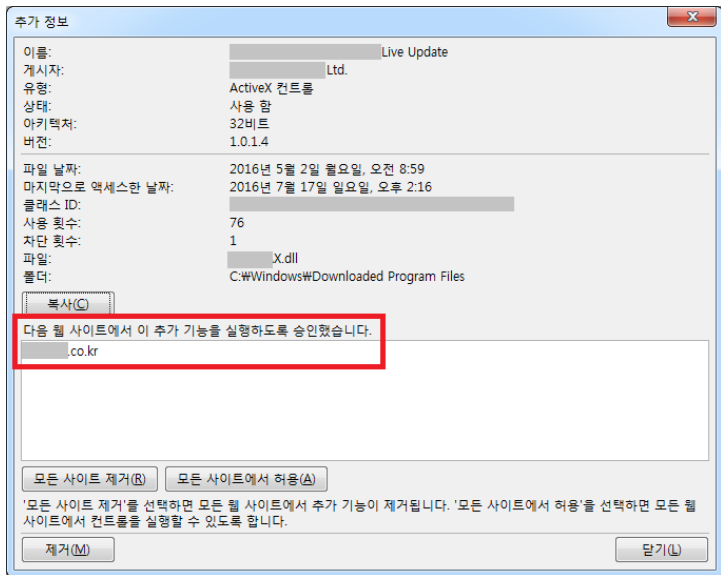 추가 정보
이름: Live Update
게시자: Ltd.
유형: ActiveX 컨트롤
상태: 사용 함
아키텍처: 32비트
버전: 1.0.1.4
파일 날짜: 2016년 5월 2일 월요일, 오전 8:59
마지막으로 액세스한 날짜: 2016년 7월 17일 일요일, 오후 2:16
클래스 ID:
사용 횟수: 76
차단 횟수: 1
파일: X.dll
폴더: C:₩Windows₩Downloaded Program Files
복사(C)
다음 웹 사이트에서 이 추가 기능을 실행하도록 승인했습니다.
.co.kr
모든 사이트 제거(R) 모든 사이트에서 허용(A)
'모든 사이트 제거'를 선택하면 모든 웹 사이트에서 추가 기능이 제거됩니다. '모든 사이트에서 허용'을 선택하면 모든 웹
사이트에서 컨트롤을 실행할 수 있도록 합니다.
제거(M) 닫기(L)